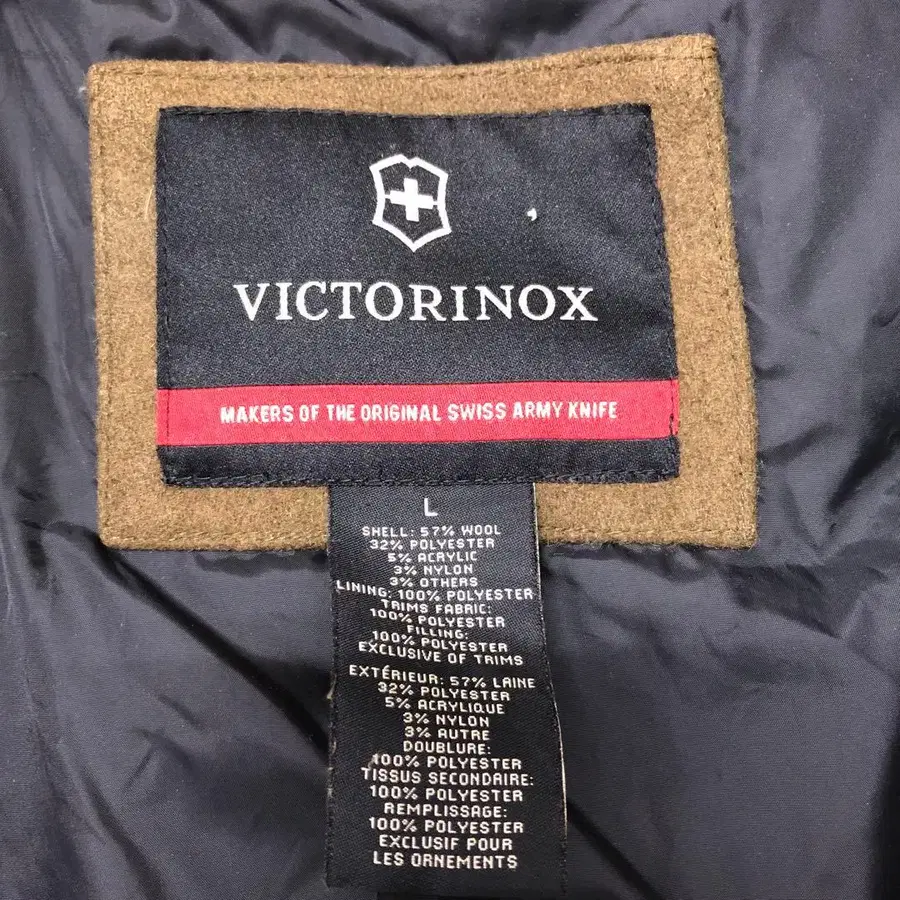 VICTORINOX
MAKERS OF THE ORIGINAL SWISS ARMY KNIFE
L
SHELL: 57% WOOL
32% POLYESTER
5% ACRYLIC
3% NYLON
3% OTHERS
LINING: 100% POLYESTER
TRIMS FABRIC:
100% POLYESTER
FILLING:
100% POLYESTER
EXCLUSIVE OF TRIMS
EXTÉRIEUR: 57% LAINE
32% POLYESTER
5% ACRYLIQUE
3% NYLON
3% AUTRE
DOUBLURE:
100% POLYESTER
TISSUS SECONDAIRE:
100% POLYESTER
REMPLISSAGE:
100% POLYESTER
EXCLUSIF POUR
LES ORNEMENTS